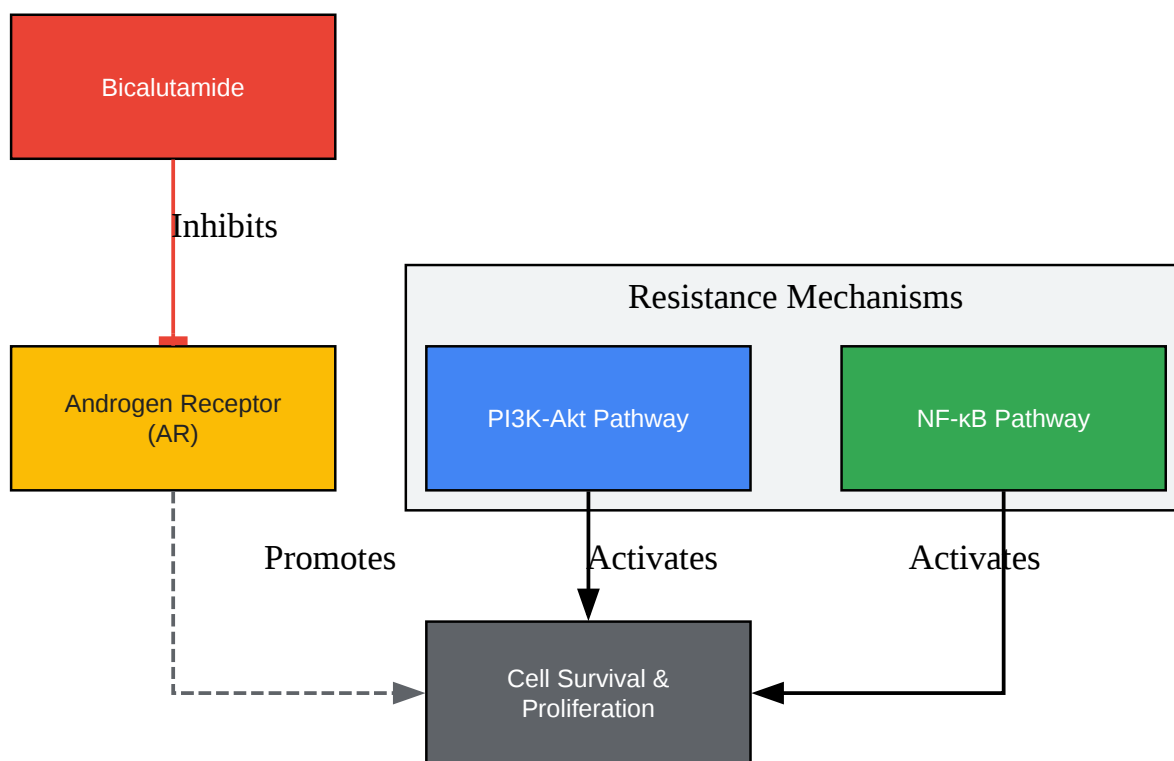 Bicalutamide
Inhibits
Resistance Mechanisms
Androgen Receptor
(AR)
PI3K-Akt Pathway
NF-κB Pathway
Promotes
Activates
Activates
Cell Survival &
Proliferation